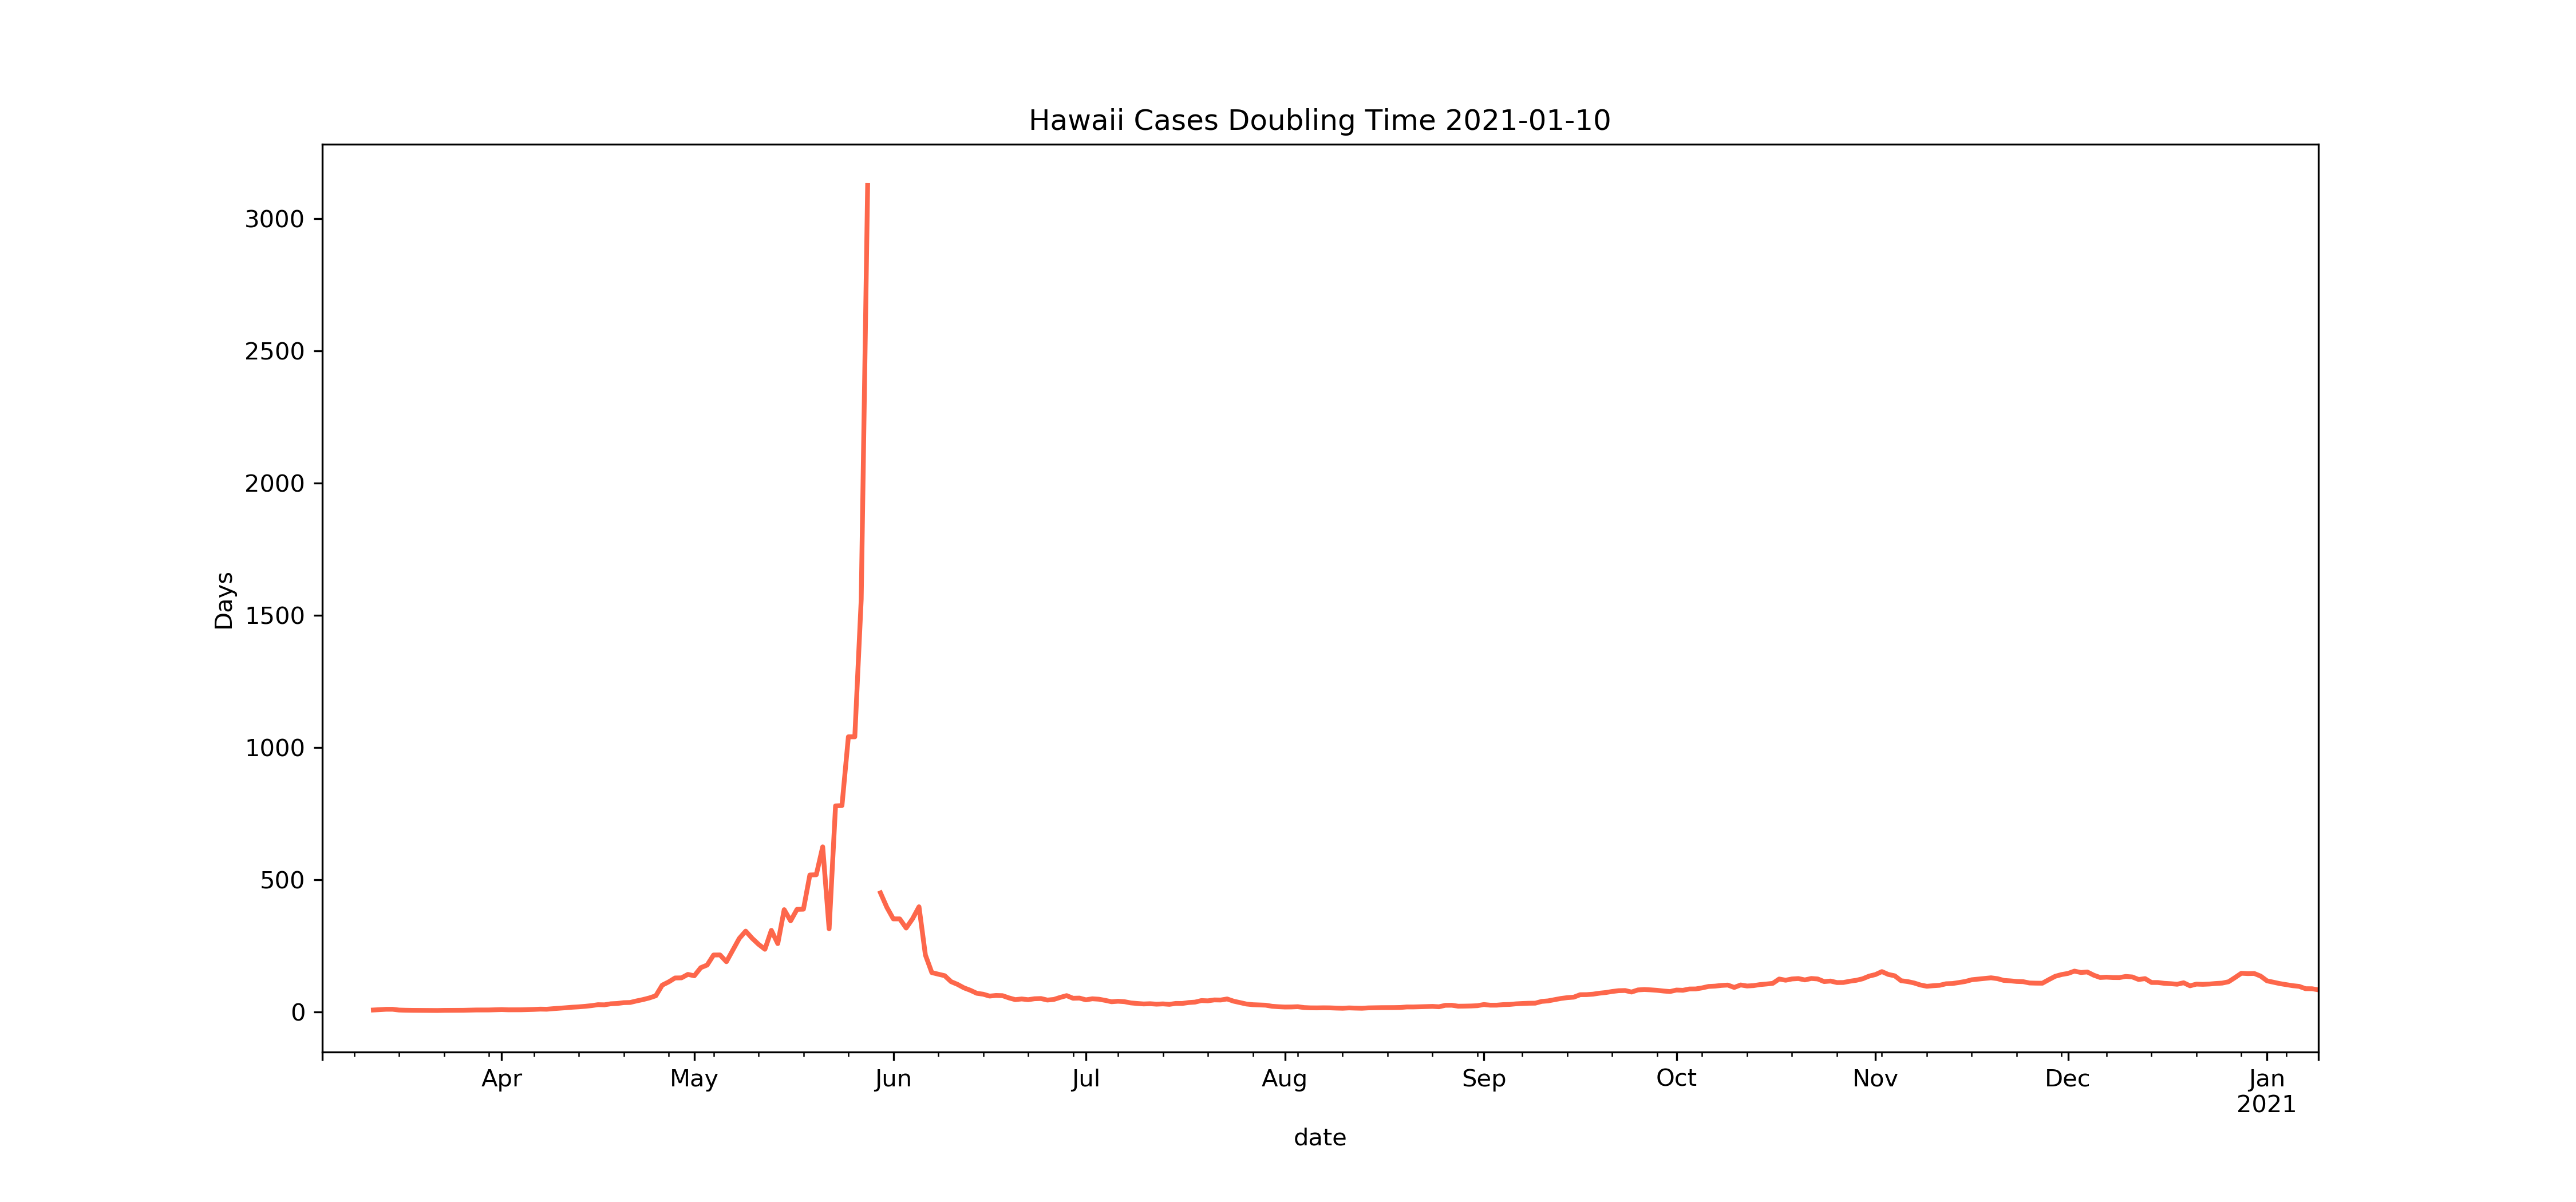 Hawaii Cases Doubling Time 2021-01-10
3000
2500
2000
1500
1000
500
0
Days
Apr May Jun Jul Aug Sep Oct Nov Dec Jan
2021
date